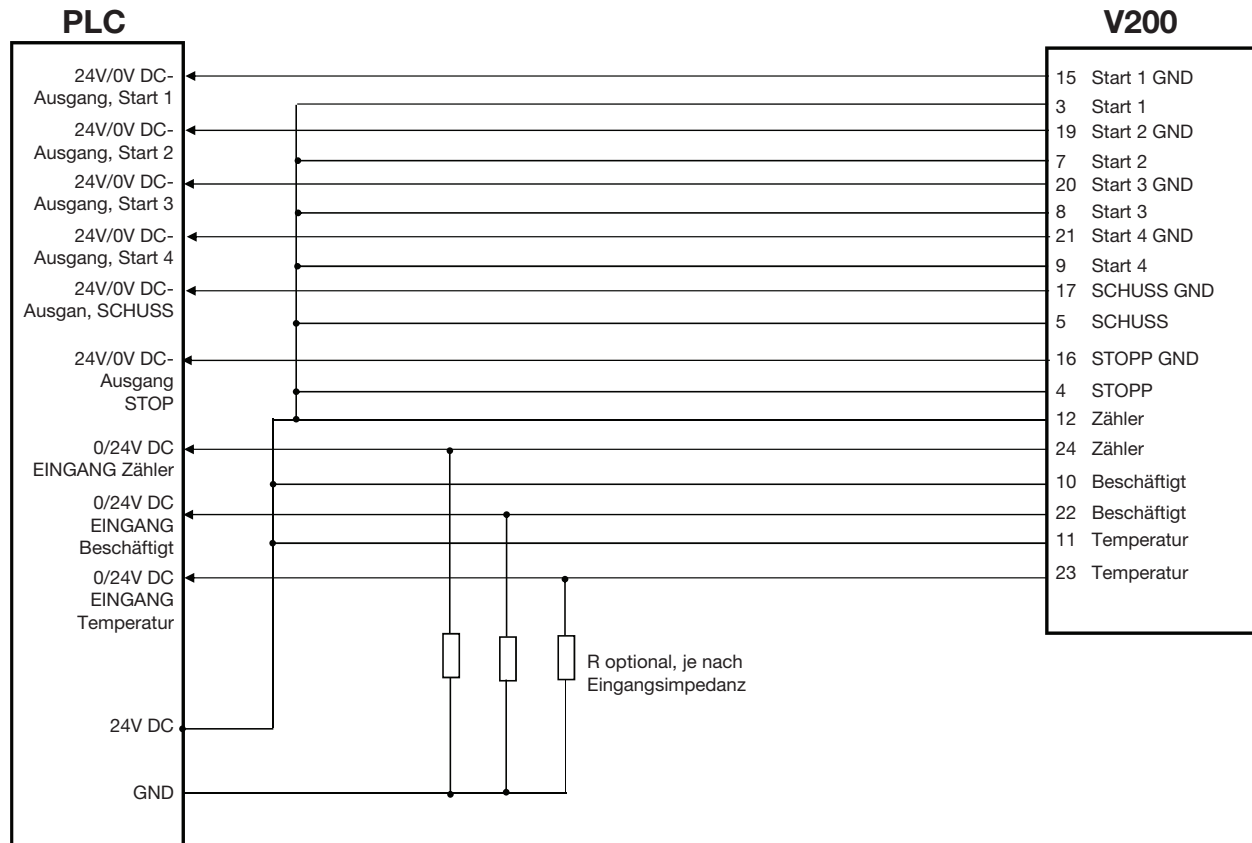 PLC
V200
24V/0V DC-
Ausgang, Start 1
24V/0V DC-
Ausgang, Start 2
24V/0V DC-
Ausgang, Start 3
24V/0V DC-
Ausgang, Start 4
24V/0V DC-
Ausgan, SCHUSS
24V/0V DC-
Ausgang
STOP
0/24V DC
EINGANG Zähler
0/24V DC
EINGANG
Beschäftigt
0/24V DC
EINGANG
Temperatur
24V DC
GND
R optional, je nach
Eingangsimpedanz
15 Start 1 GND
3 Start 1
19 Start 2 GND
7 Start 2
20 Start 3 GND
8 Start 3
21 Start 4 GND
9 Start 4
17 SCHUSS GND
5 SCHUSS
16 STOPP GND
4 STOPP
12 Zähler
24 Zähler
10 Beschäftigt
22 Beschäftigt
11 Temperatur
23 Temperatur